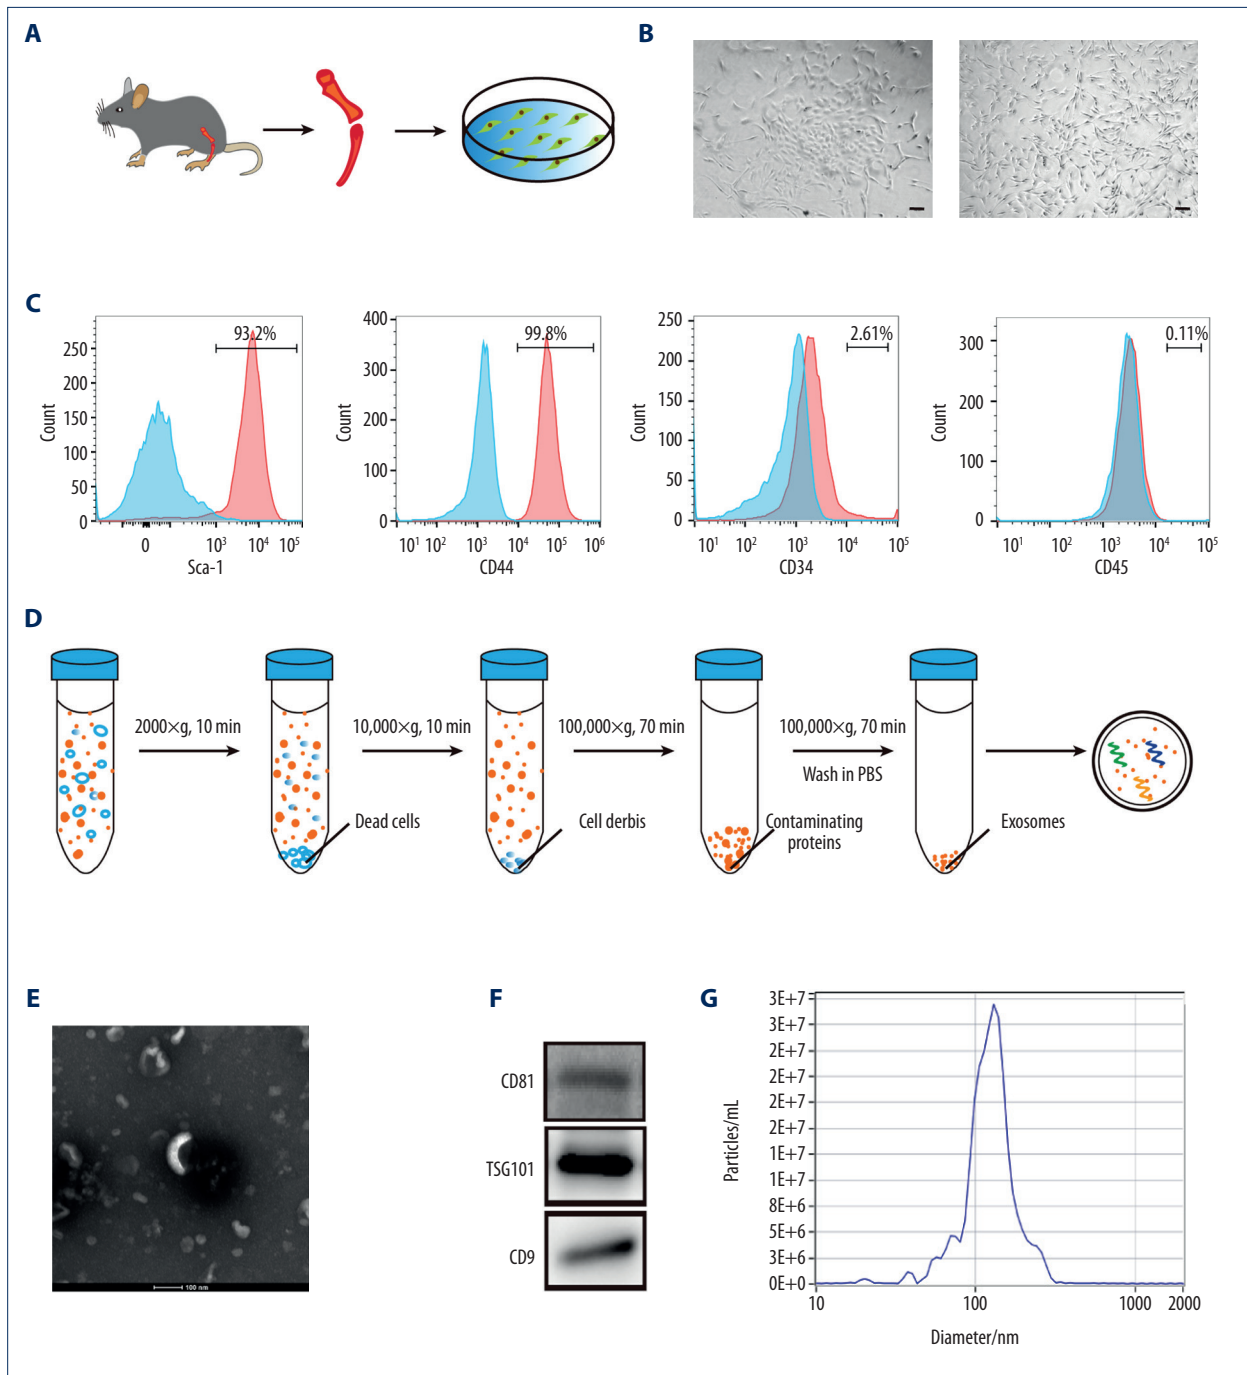 A
B
C
93.2%
250
200
150
100
50
0
Count
0
10³
10⁴
10⁵
Sca-1
99.8%
400
300
200
100
0
Count
10¹
10²
10³
10⁴
10⁵
10⁶
CD44
2.61%
250
200
150
100
50
0
Count
10¹
10²
10³
10⁴
10⁵
CD34
0.11%
300
200
100
0
Count
10¹
10²
10³
10⁴
10⁵
CD45
D
2000×g, 10 min
10,000×g, 10 min
100,000×g, 70 min
100,000×g, 70 min
Wash in PBS
Dead cells
Cell derbis
Contaminating
proteins
Exosomes
E
100 nm
F
CD81
TSG101
CD9
G
3E+7
3E+7
2E+7
2E+7
2E+7
2E+7
1E+7
1E+7
8E+6
5E+6
3E+6
0E+0
Particles/mL
10
100
1000
2000
Diameter/nm